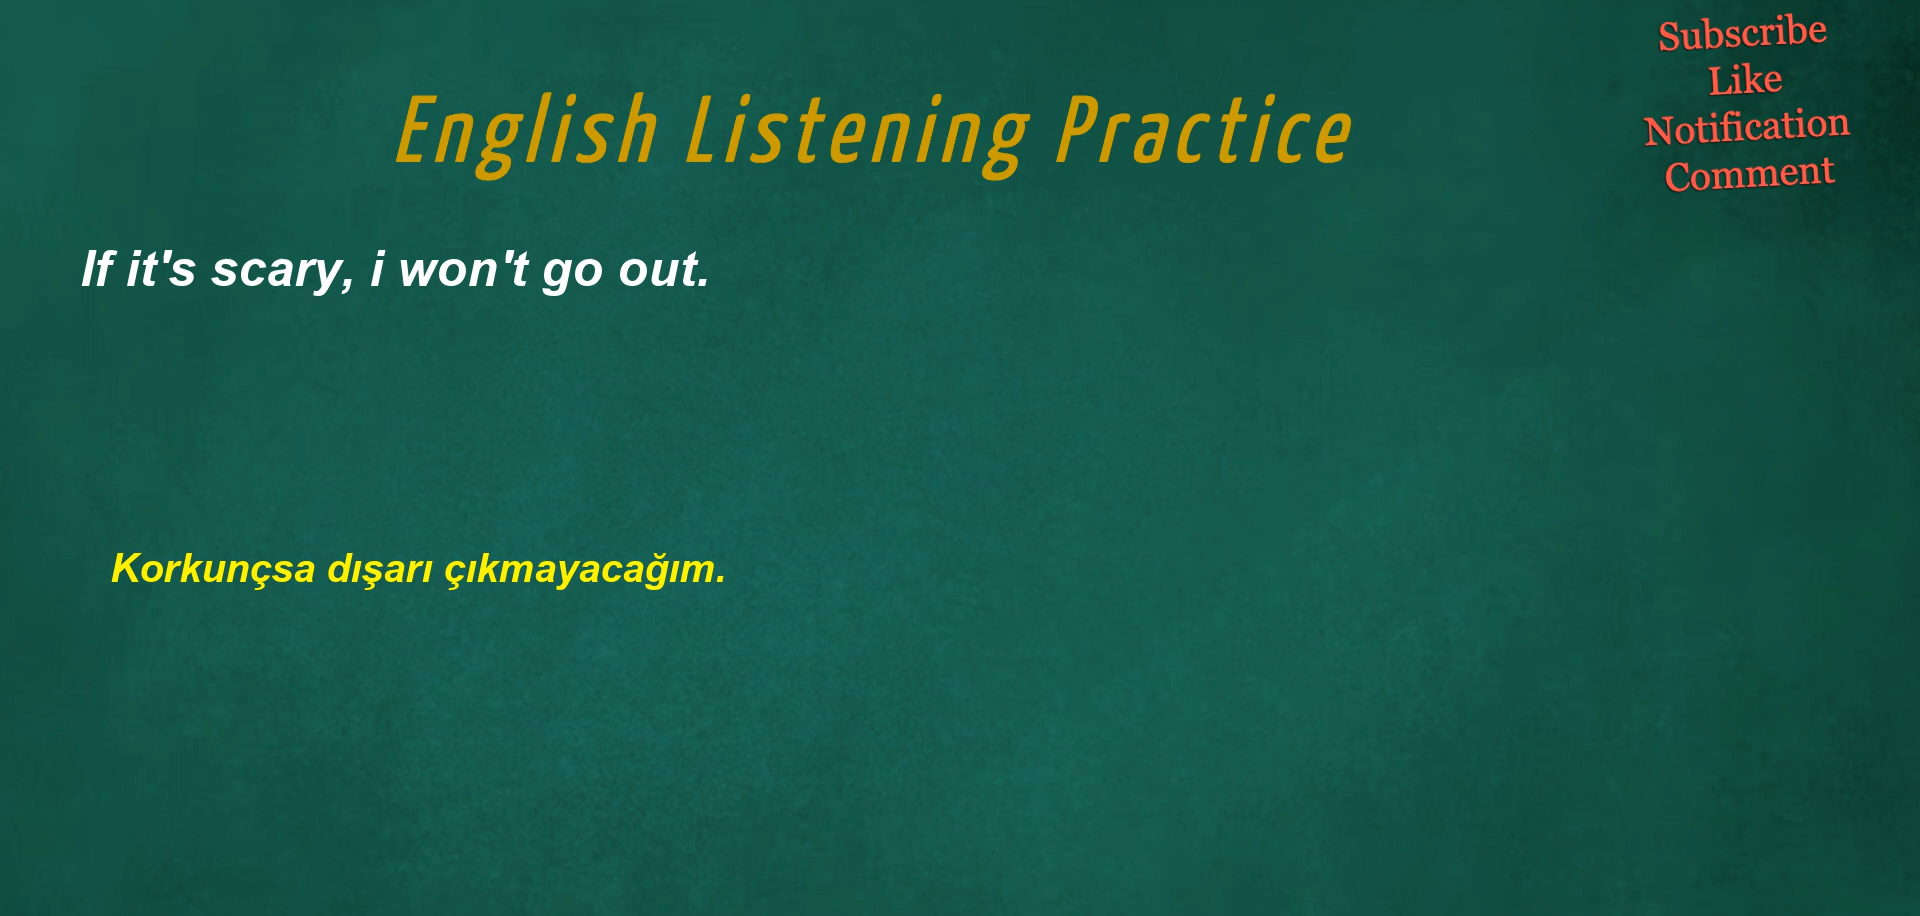 Subscribe
Like
Notification
Comment
English Listening Practice
If it's scary, i won't go out.
Korkunçsa dışarı çıkmayacağım.